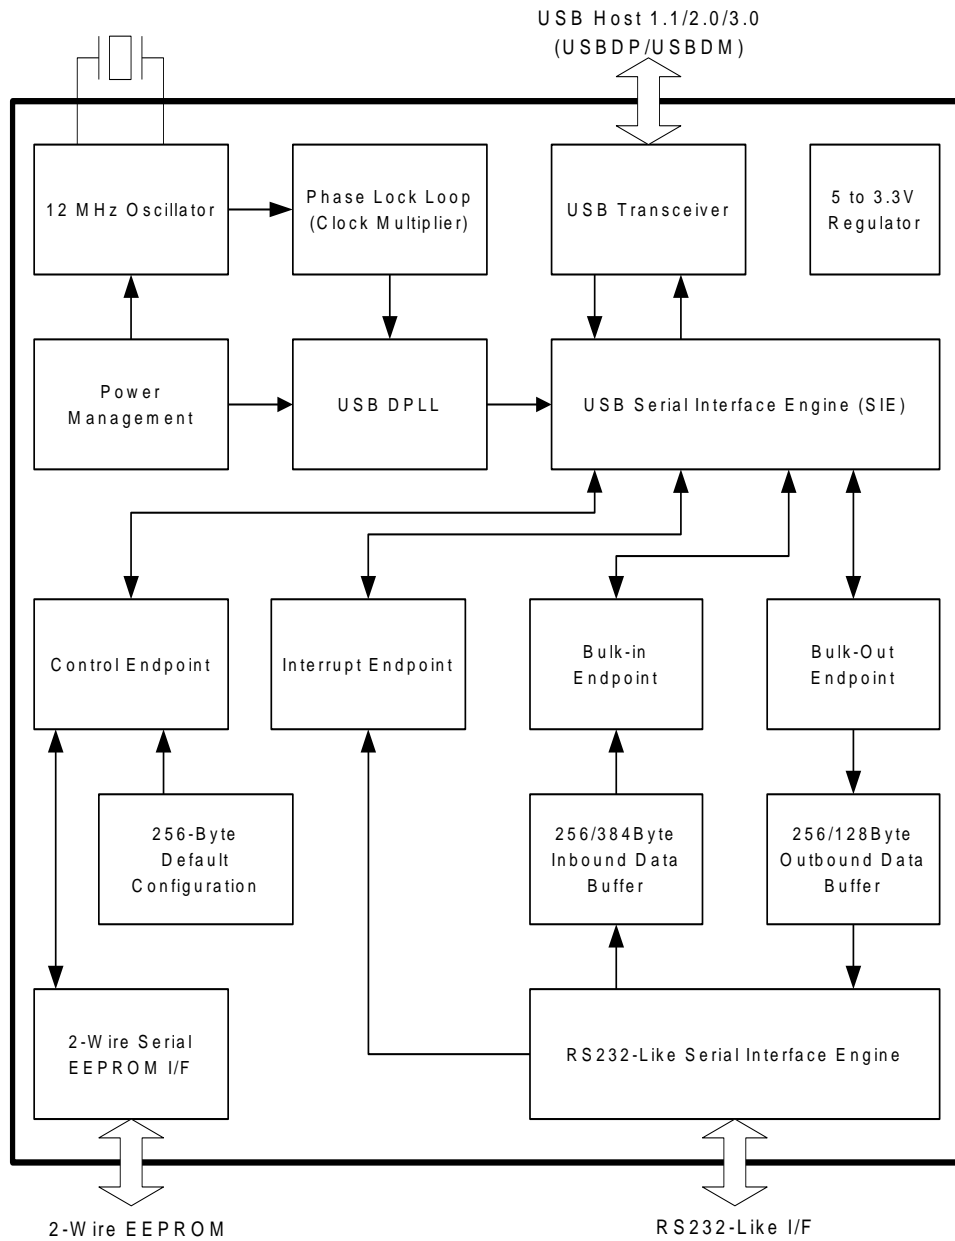 USB Host 1.1/2.0/3.0
(USBDP/USBDM)
12 MHz Oscillator
Phase Lock Loop
(Clock Multiplier)
USB Transceiver
5 to 3.3V
Regulator
Power
Management
USB DPLL
USB Serial Interface Engine (SIE)
Control Endpoint
Interrupt Endpoint
Bulk-in
Endpoint
Bulk-Out
Endpoint
256-Byte
Default
Configuration
256/384Byte
Inbound Data
Buffer
256/128Byte
Outbound Data
Buffer
2-Wire Serial
EEPROM I/F
RS232-Like Serial Interface Engine
2-Wire EEPROM
RS232-Like I/F